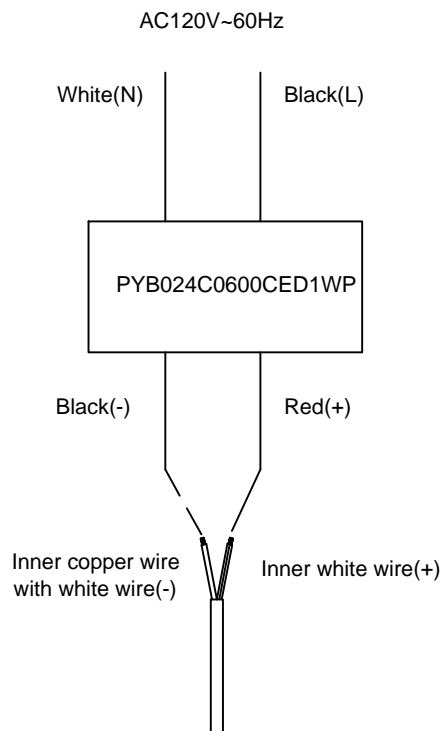 AC120V~60Hz
White(N)
Black(L)
PYB024C0600CED1WP
Black(-)
Red(+)
Inner copper wire
with white wire(-)
Inner white wire(+)